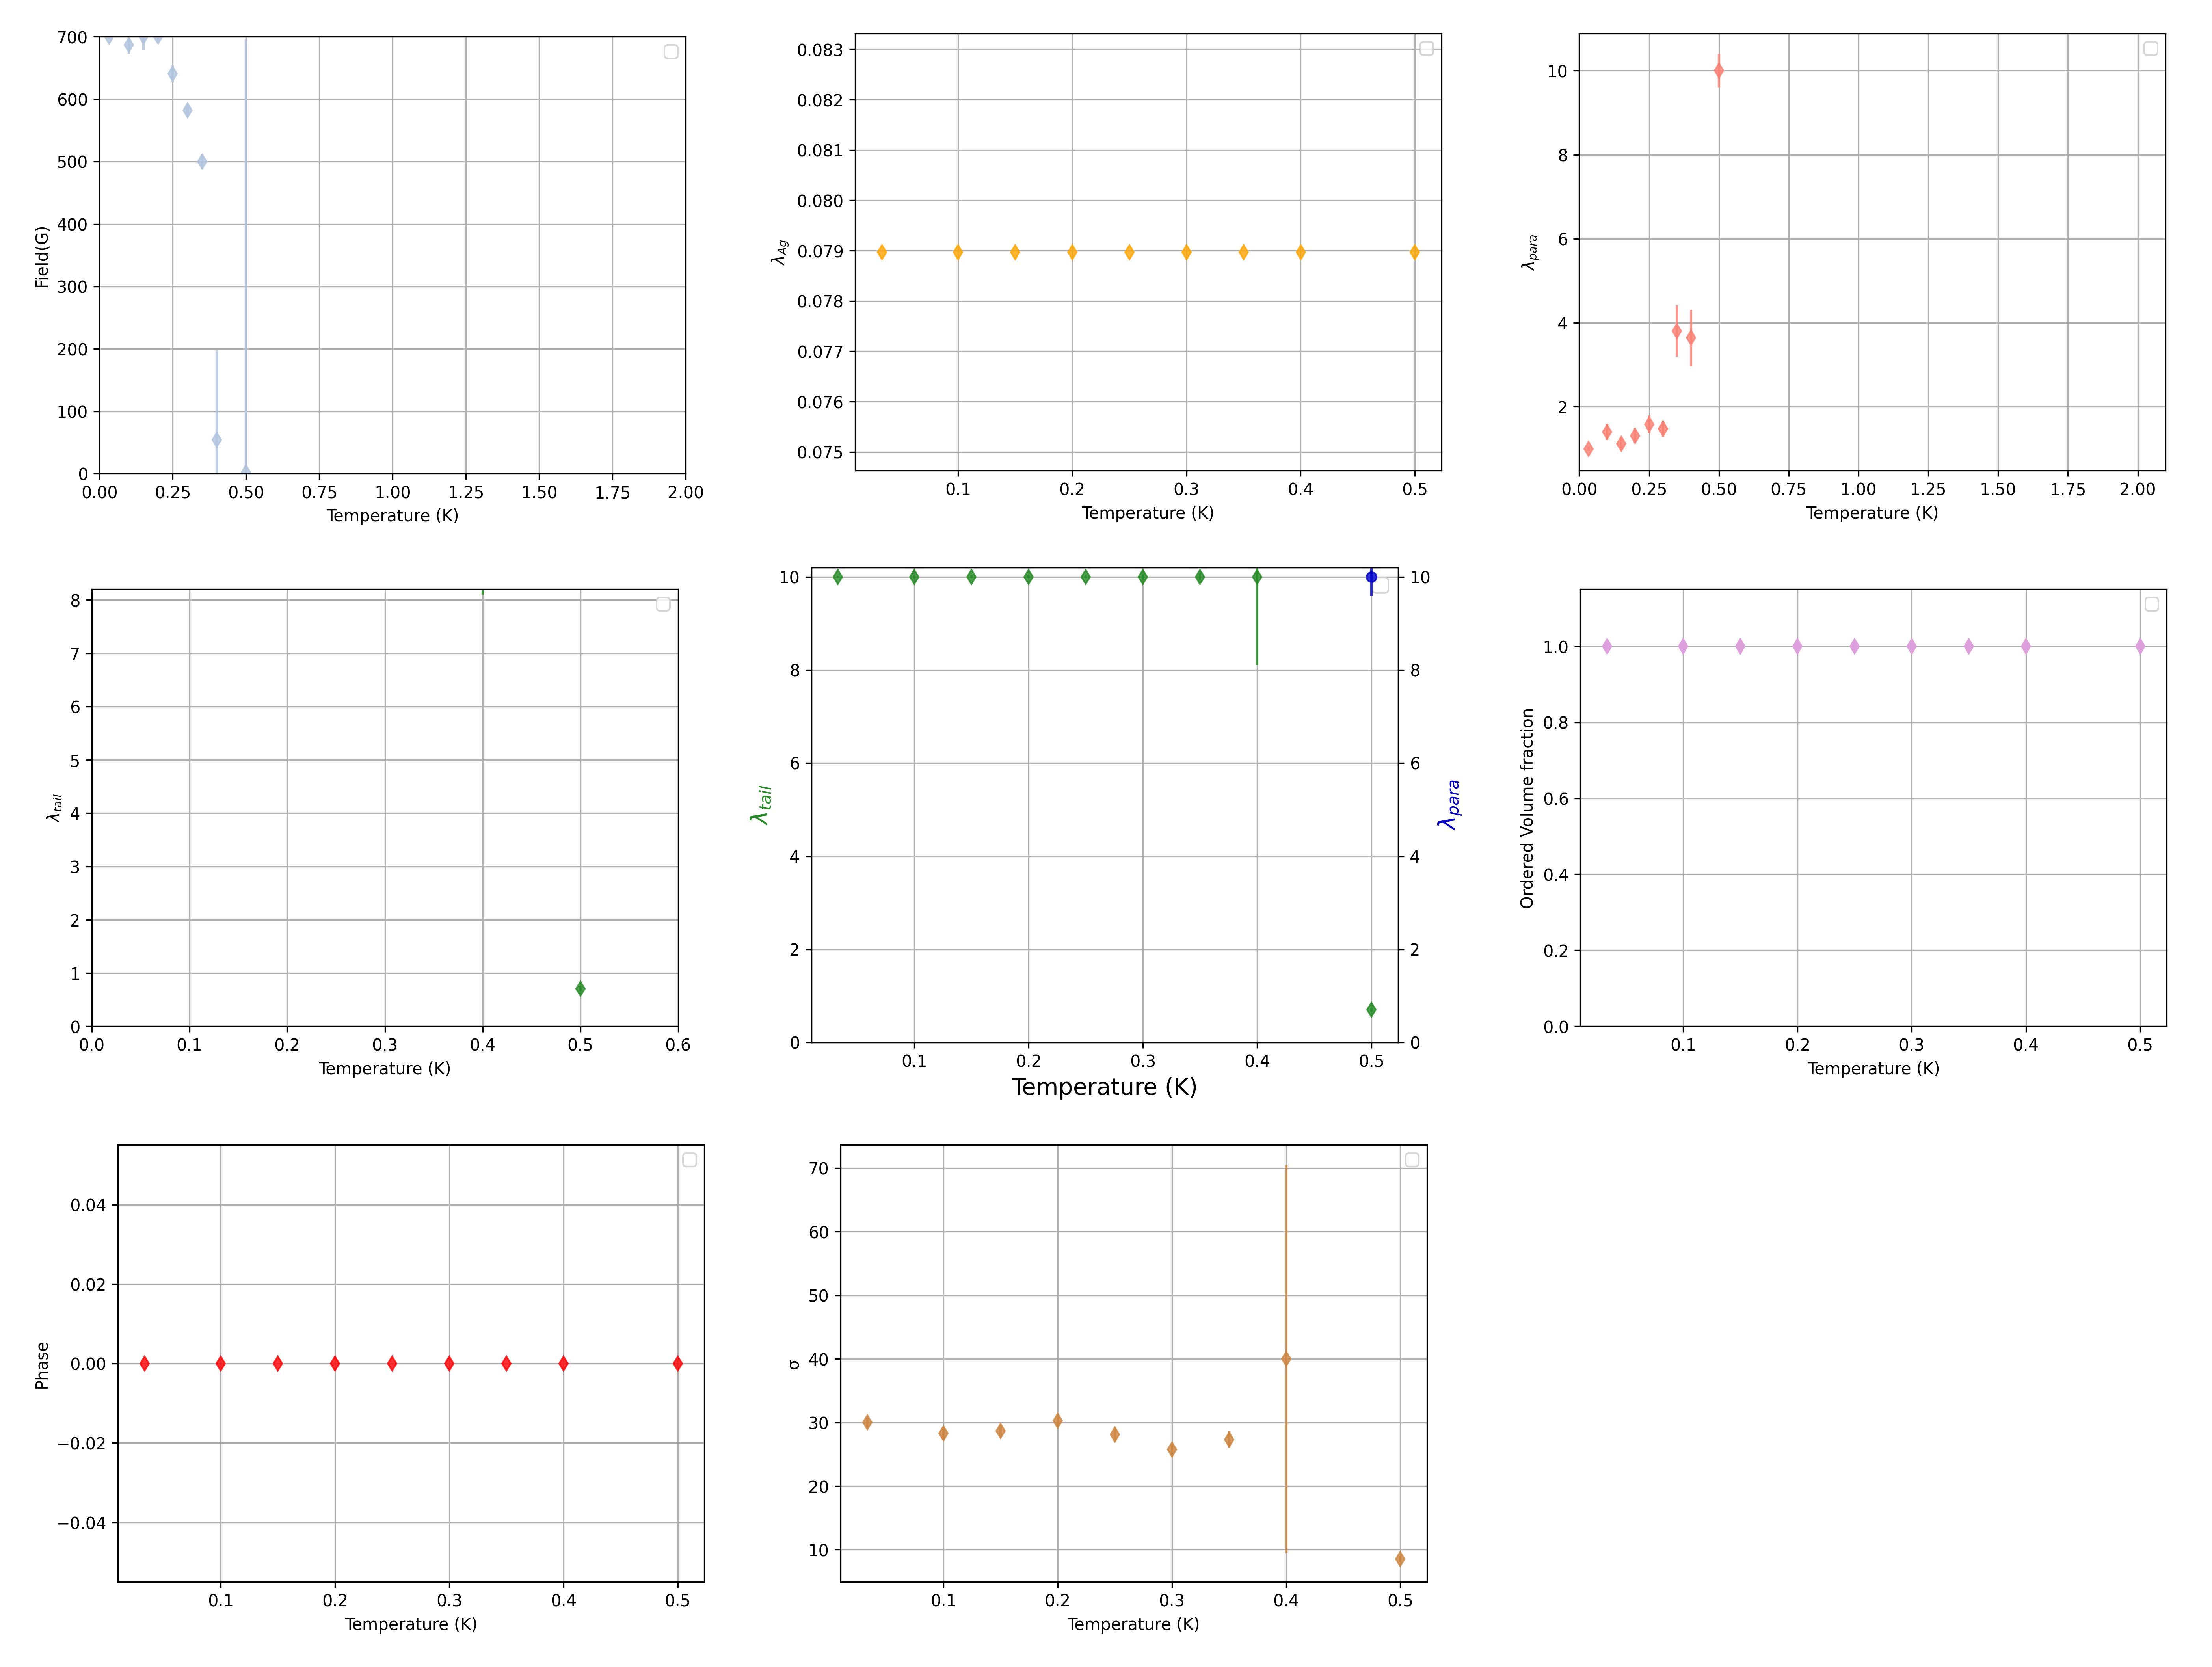 700
600
500
400
300
200
100
0
Field(G)
0.00 0.25 0.50 0.75 1.00 1.25 1.50 1.75 2.00
Temperature (K)
0.083
0.082
0.081
0.080
0.079
0.078
0.077
0.076
0.075
λAg
0.1 0.2 0.3 0.4 0.5
Temperature (K)
10
8
6
4
2
λpara
0.00 0.25 0.50 0.75 1.00 1.25 1.50 1.75 2.00
Temperature (K)
8
7
6
5
4
3
2
1
0
λtail
0.0 0.1 0.2 0.3 0.4 0.5 0.6
Temperature (K)
10
8
6
4
2
0
λtail
10
8
6
4
2
0
λpara
0.1 0.2 0.3 0.4 0.5
Temperature (K)
1.0
0.8
0.6
0.4
0.2
0.0
Ordered Volume fraction
0.1 0.2 0.3 0.4 0.5
Temperature (K)
0.04
0.02
0.00
−0.02
−0.04
Phase
0.1 0.2 0.3 0.4 0.5
Temperature (K)
70
60
50
40
30
20
10
σ
0.1 0.2 0.3 0.4 0.5
Temperature (K)